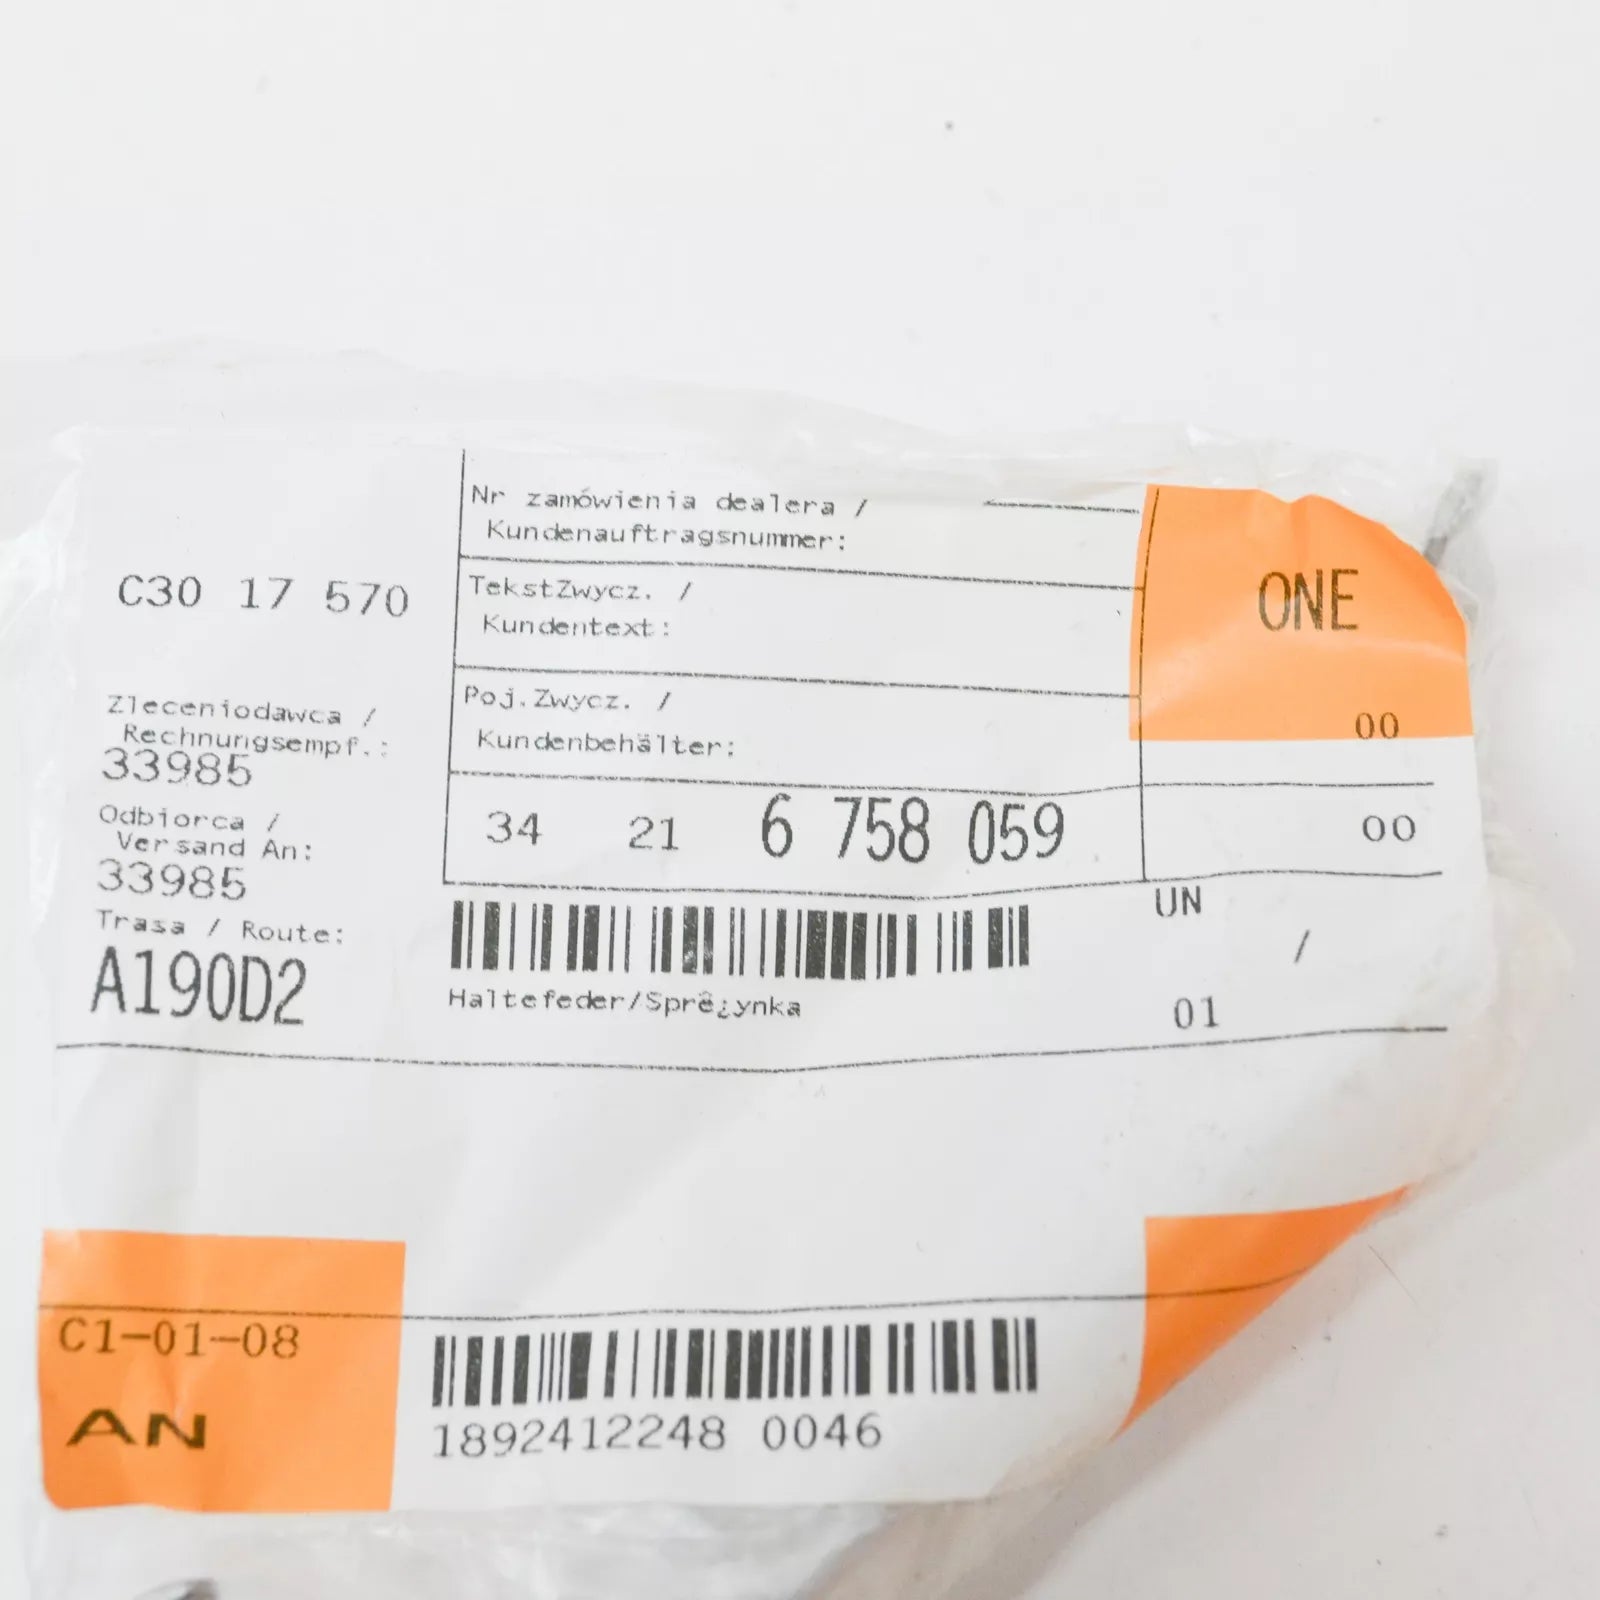 C30 17 570
Zleceniodawca /
Rechnungsempf.:
33985
Odbiorca /
Versand An:
33985
Trasa / Route:
A190D2
Nr zamówienia dealera /
Kundenauftragsnummer:
TekstZwycz. /
Kundentext:
Poj.Zwycz. /
Kundenbehälter:
ONE
00
34 21 6 758 059
00
UN
/
01
Haltefeder/Sprê¿ynka
C1-01-08
AN
1892412248 0046